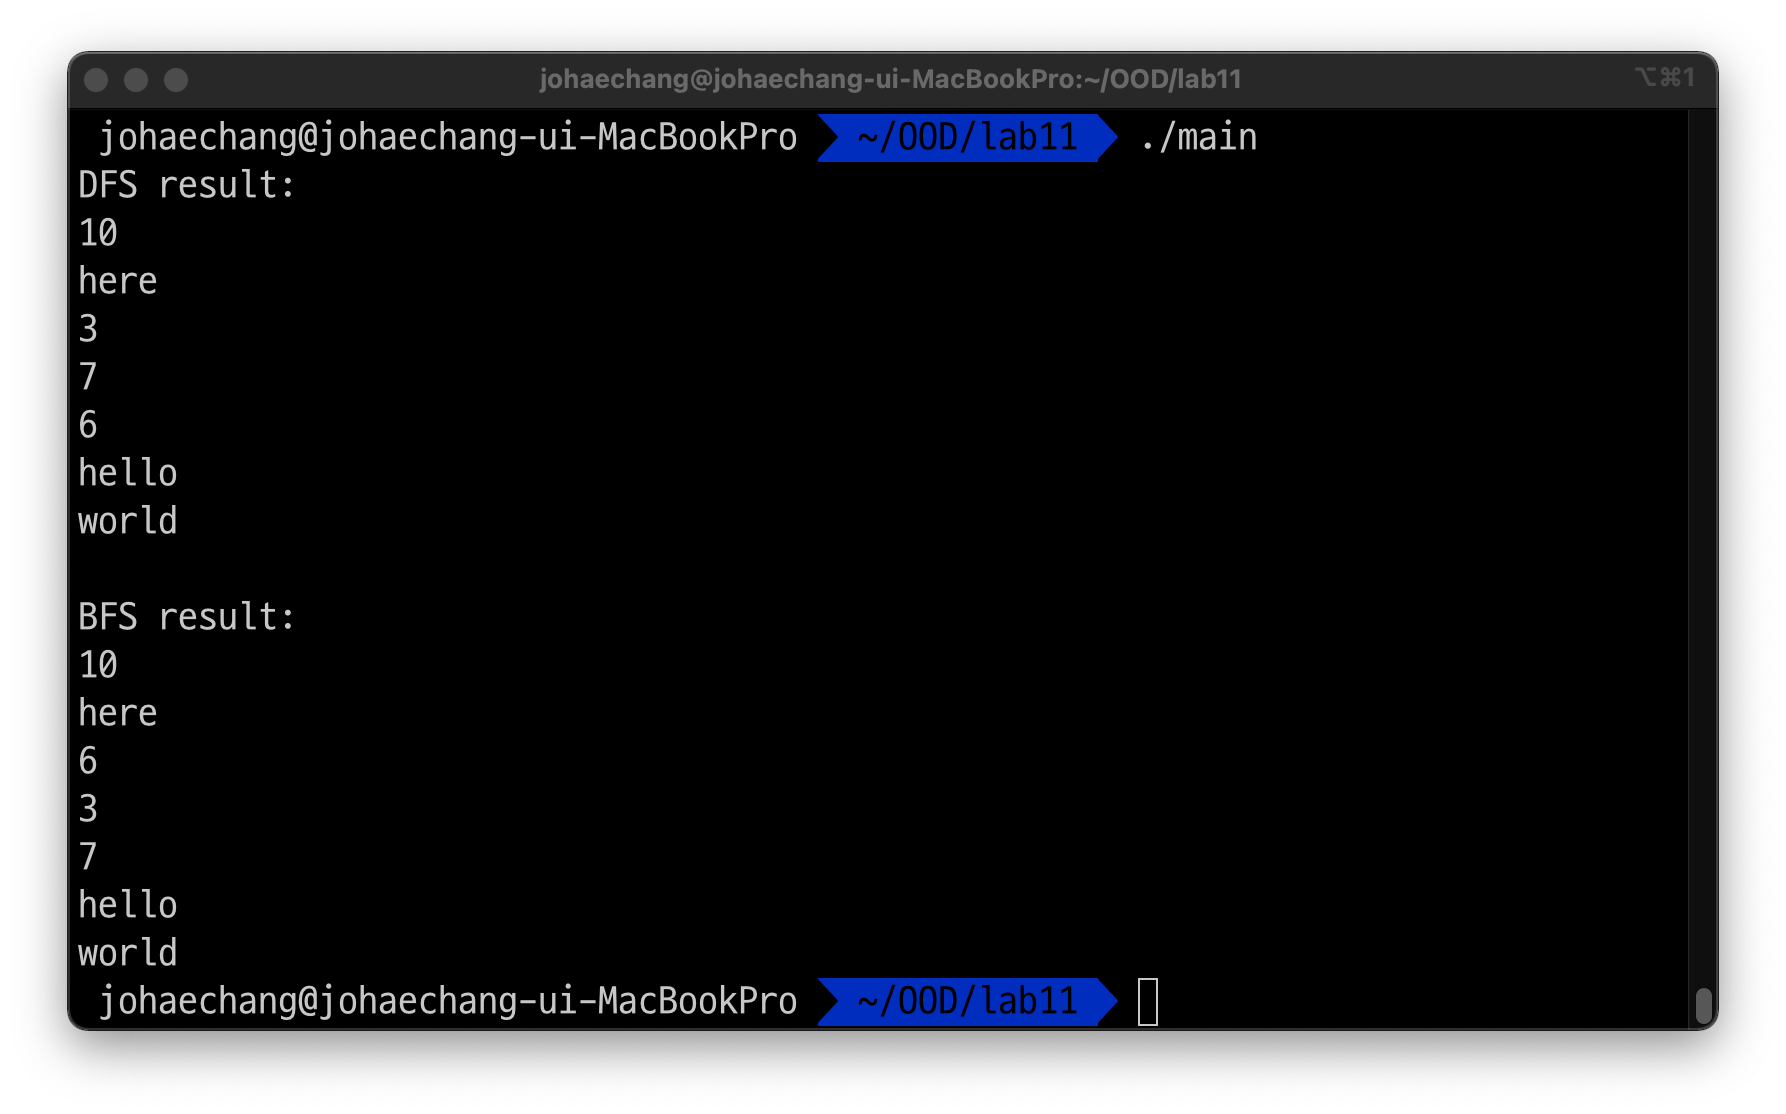 johaechang@johaechang-ui-MacBookPro:~/OOD/lab11 ⌥⌘1
johaechang@johaechang-ui-MacBookPro ~/OOD/lab11 ./main
DFS result:
10
here
3
7
6
hello
world

BFS result:
10
here
6
3
7
hello
world
johaechang@johaechang-ui-MacBookPro ~/OOD/lab11